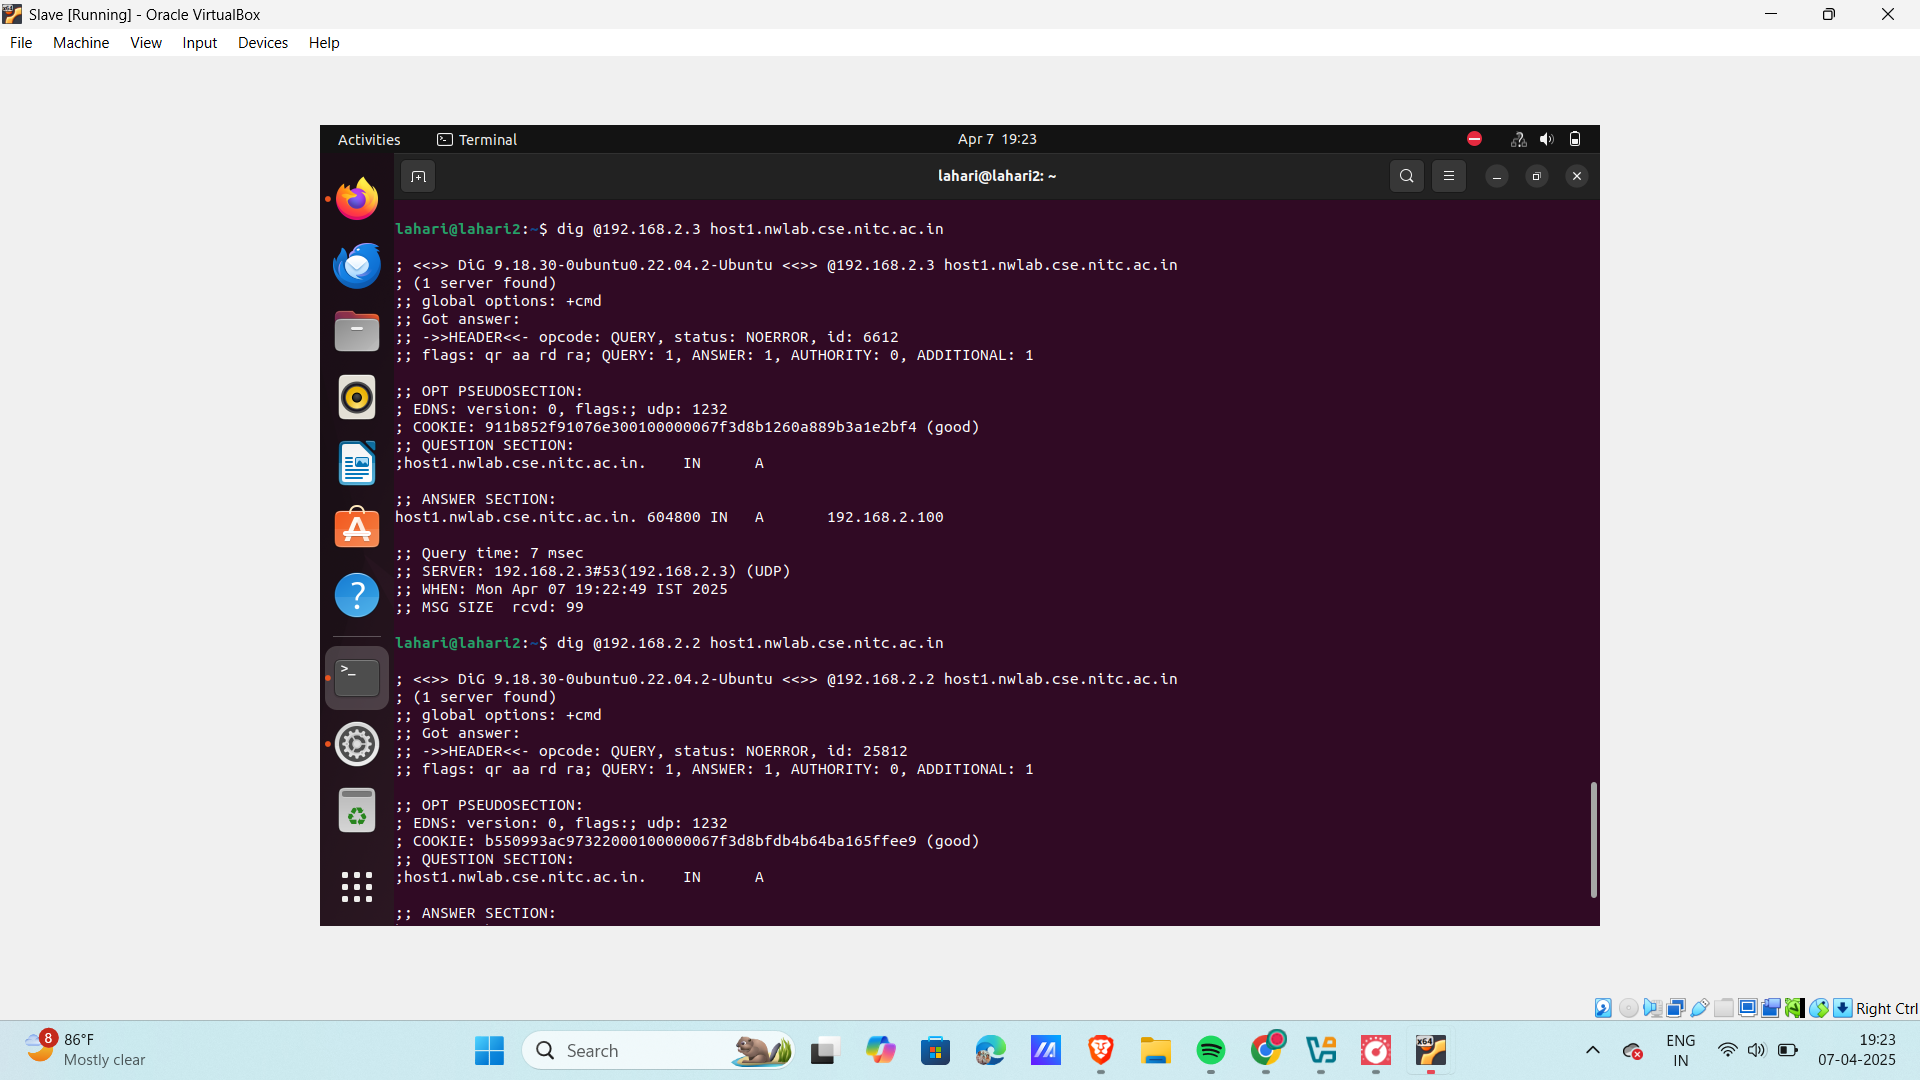 Slave [Running] - Oracle VirtualBox
File Machine View Input Devices Help
Activities Terminal Apr 7 19:23
lahari@lahari2: ~
lahari@lahari2:~$ dig @192.168.2.3 host1.nwlab.cse.nitc.ac.in
; <<>> DiG 9.18.30-0ubuntu0.22.04.2-Ubuntu <<>> @192.168.2.3 host1.nwlab.cse.nitc.ac.in
; (1 server found)
;; global options: +cmd
;; Got answer:
;; ->>HEADER<<- opcode: QUERY, status: NOERROR, id: 6612
;; flags: qr aa rd ra; QUERY: 1, ANSWER: 1, AUTHORITY: 0, ADDITIONAL: 1
;; OPT PSEUDOSECTION:
; EDNS: version: 0, flags:; udp: 1232
; COOKIE: 911b852f91076e300100000067f3d8b1260a889b3a1e2bf4 (good)
;; QUESTION SECTION:
;host1.nwlab.cse.nitc.ac.in. IN A
;; ANSWER SECTION:
host1.nwlab.cse.nitc.ac.in. 604800 IN A 192.168.2.100
;; Query time: 7 msec
;; SERVER: 192.168.2.3#53(192.168.2.3) (UDP)
;; WHEN: Mon Apr 07 19:22:49 IST 2025
;; MSG SIZE rcvd: 99
lahari@lahari2:~$ dig @192.168.2.2 host1.nwlab.cse.nitc.ac.in
; <<>> DiG 9.18.30-0ubuntu0.22.04.2-Ubuntu <<>> @192.168.2.2 host1.nwlab.cse.nitc.ac.in
; (1 server found)
;; global options: +cmd
;; Got answer:
;; ->>HEADER<<- opcode: QUERY, status: NOERROR, id: 25812
;; flags: qr aa rd ra; QUERY: 1, ANSWER: 1, AUTHORITY: 0, ADDITIONAL: 1
;; OPT PSEUDOSECTION:
; EDNS: version: 0, flags:; udp: 1232
; COOKIE: b550993ac97322000100000067f3d8bfdb4b64ba165ffee9 (good)
;; QUESTION SECTION:
;host1.nwlab.cse.nitc.ac.in. IN A
;; ANSWER SECTION:
Right Ctrl
8 86°F
Mostly clear
Search
ENG
IN
19:23
07-04-2025